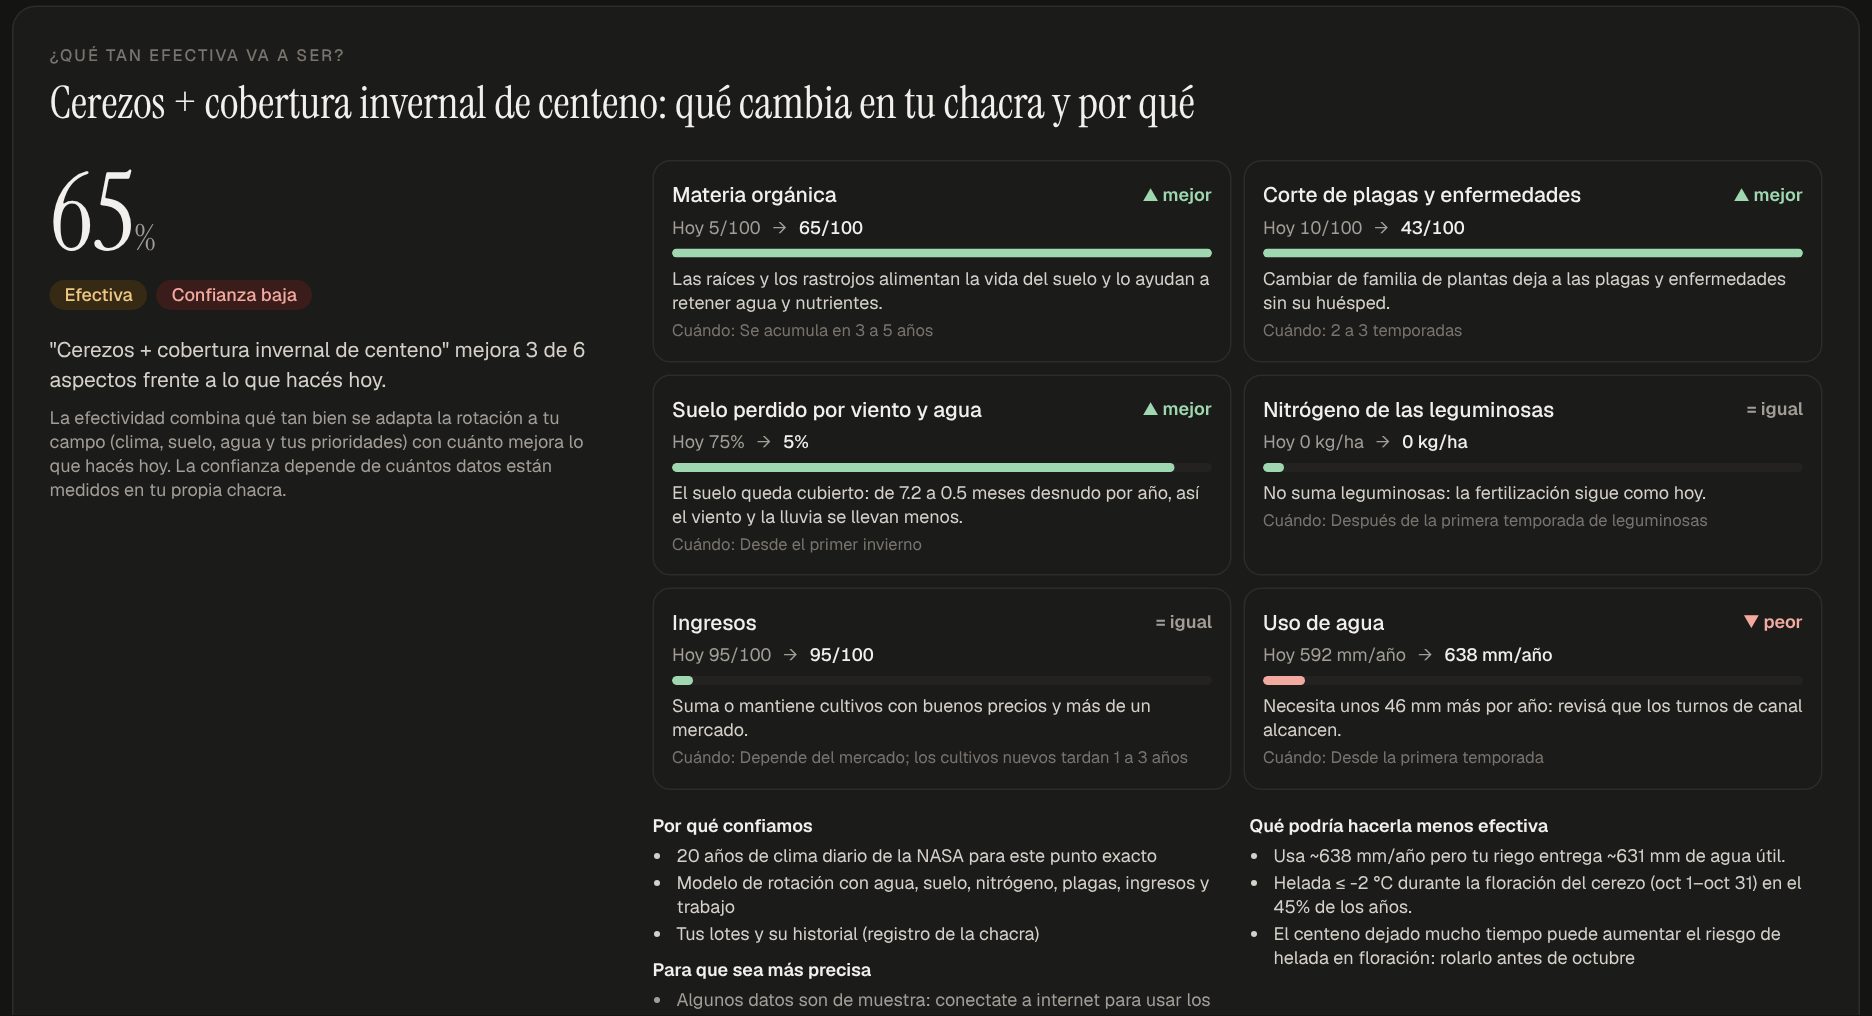 ¿QUÉ TAN EFECTIVA VA A SER?
Cerezos + cobertura invernal de centeno: qué cambia en tu chacra y por qué
65%
Efectiva
Confianza baja
"Cerezos + cobertura invernal de centeno" mejora 3 de 6
aspectos frente a lo que hacés hoy.
La efectividad combina qué tan bien se adapta la rotación a tu
campo (clima, suelo, agua y tus prioridades) con cuánto mejora lo
que hacés hoy. La confianza depende de cuántos datos están
medidos en tu propia chacra.
Materia orgánica
▲ mejor
Hoy 5/100 → 65/100
Las raíces y los rastrojos alimentan la vida del suelo y lo ayudan a
retener agua y nutrientes.
Cuándo: Se acumula en 3 a 5 años
Corte de plagas y enfermedades
▲ mejor
Hoy 10/100 → 43/100
Cambiar de familia de plantas deja a las plagas y enfermedades
sin su huésped.
Cuándo: 2 a 3 temporadas
Suelo perdido por viento y agua
▲ mejor
Hoy 75% → 5%
El suelo queda cubierto: de 7.2 a 0.5 meses desnudo por año, así
el viento y la lluvia se llevan menos.
Cuándo: Desde el primer invierno
Nitrógeno de las leguminosas
= igual
Hoy 0 kg/ha → 0 kg/ha
No suma leguminosas: la fertilización sigue como hoy.
Cuándo: Después de la primera temporada de leguminosas
Ingresos
= igual
Hoy 95/100 → 95/100
Suma o mantiene cultivos con buenos precios y más de un
mercado.
Cuándo: Depende del mercado; los cultivos nuevos tardan 1 a 3 años
Uso de agua
▼ peor
Hoy 592 mm/año → 638 mm/año
Necesita unos 46 mm más por año: revisá que los turnos de canal
alcancen.
Cuándo: Desde la primera temporada
Por qué confiamos
• 20 años de clima diario de la NASA para este punto exacto
• Modelo de rotación con agua, suelo, nitrógeno, plagas, ingresos y
trabajo
• Tus lotes y su historial (registro de la chacra)
Para que sea más precisa
• Algunos datos son de muestra: conectate a internet para usar los
Qué podría hacerla menos efectiva
• Usa ~638 mm/año pero tu riego entrega ~631 mm de agua útil.
• Helada ≤ -2 °C durante la floración del cerezo (oct 1–oct 31) en el
45% de los años.
• El centeno dejado mucho tiempo puede aumentar el riesgo de
helada en floración: rolarlo antes de octubre